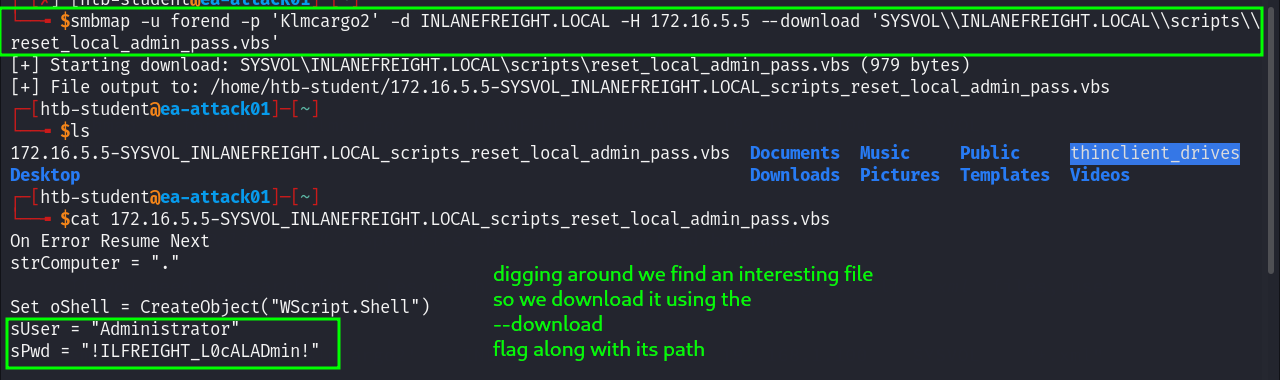 [✗]
$smbmap -u forend -p 'Klmcargo2' -d INLANEFREIGHT.LOCAL -H 172.16.5.5 --download 'SYSVOL\\INLANEFREIGHT.LOCAL\\scripts\\
reset_local_admin_pass.vbs'
[+] Starting download: SYSVOL\INLANEFREIGHT.LOCAL\scripts\reset_local_admin_pass.vbs (979 bytes)
[+] File output to: /home/htb-student/172.16.5.5-SYSVOL_INLANEFREIGHT.LOCAL_scripts_reset_local_admin_pass.vbs
[htb-student@ea-attack01]─[~]
$ls
172.16.5.5-SYSVOL_INLANEFREIGHT.LOCAL_scripts_reset_local_admin_pass.vbs Documents Music Public thinclient_drives
Desktop Downloads Pictures Templates Videos
[htb-student@ea-attack01]─[~]
$cat 172.16.5.5-SYSVOL_INLANEFREIGHT.LOCAL_scripts_reset_local_admin_pass.vbs
On Error Resume Next
strComputer = "."
Set oShell = CreateObject("WScript.Shell")
sUser = "Administrator"
sPwd = "!ILFREIGHT_L0cALADmin!"
digging around we find an interesting file
so we download it using the
--download
flag along with its path